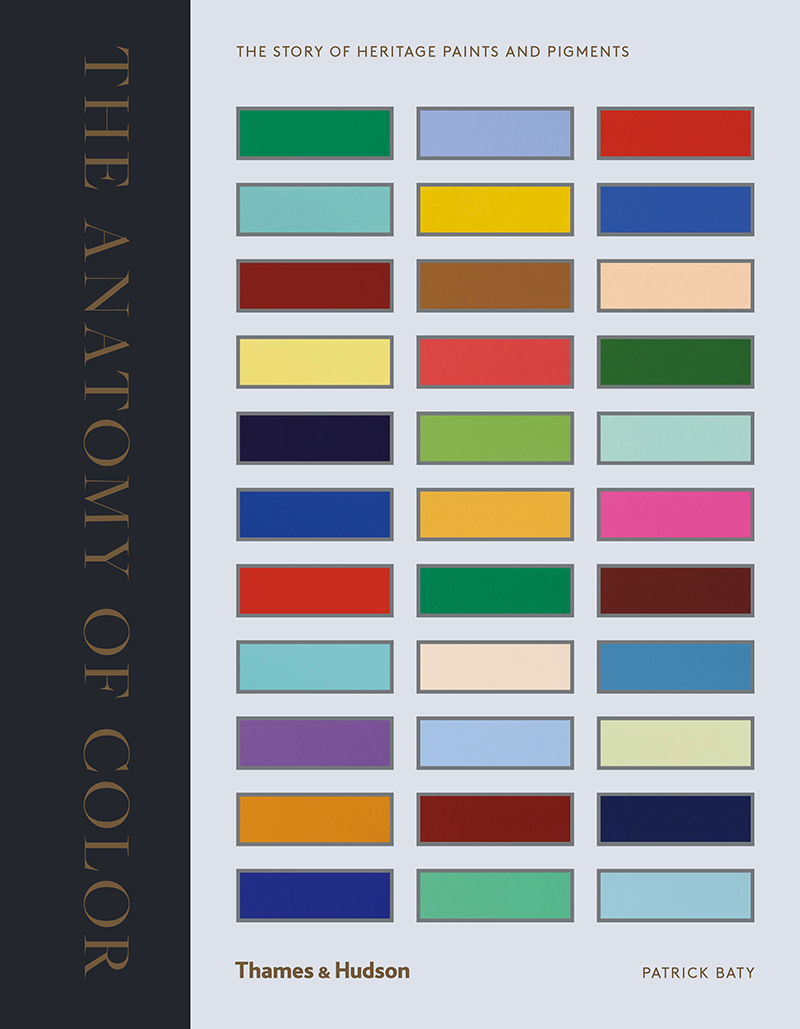 THE ANATOMY OF COLOR
THE STORY OF HERITAGE PAINTS AND PIGMENTS
Thames & Hudson
PATRICK BATY